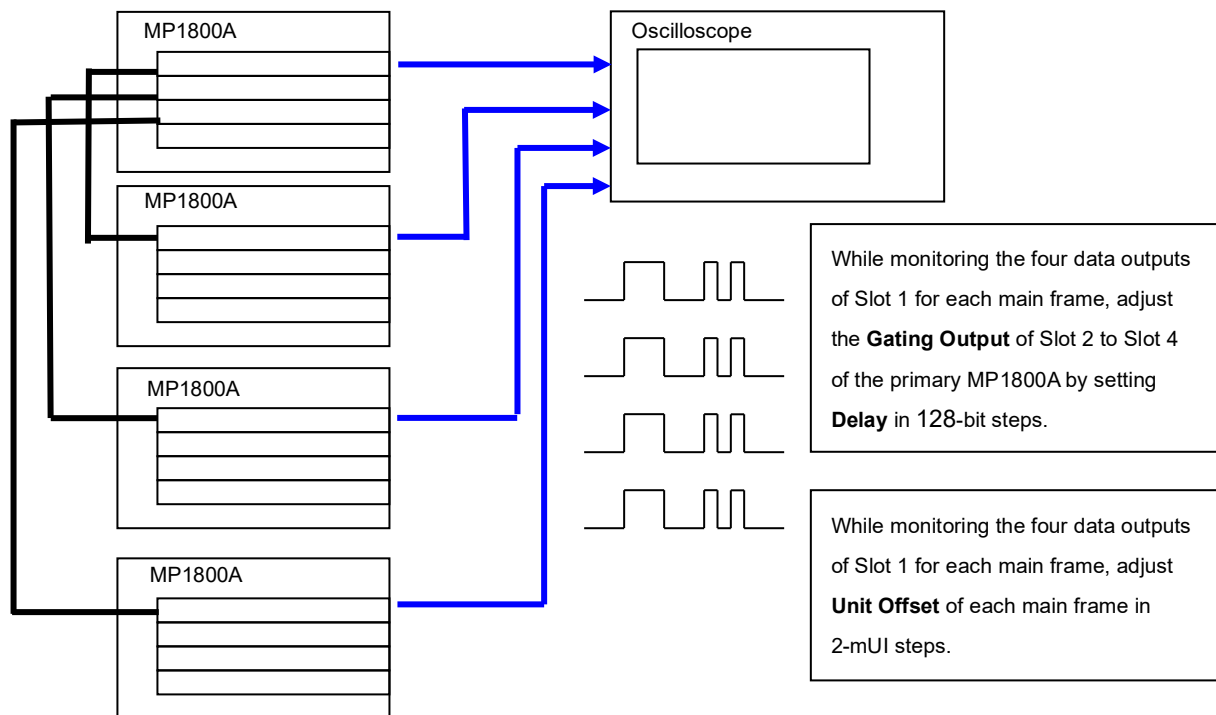 MP1800A
Oscilloscope
MP1800A
While monitoring the four data outputs
of Slot 1 for each main frame, adjust
the Gating Output of Slot 2 to Slot 4
of the primary MP1800A by setting
Delay in 128-bit steps.
MP1800A
While monitoring the four data outputs
of Slot 1 for each main frame, adjust
Unit Offset of each main frame in
2-mUI steps.
MP1800A